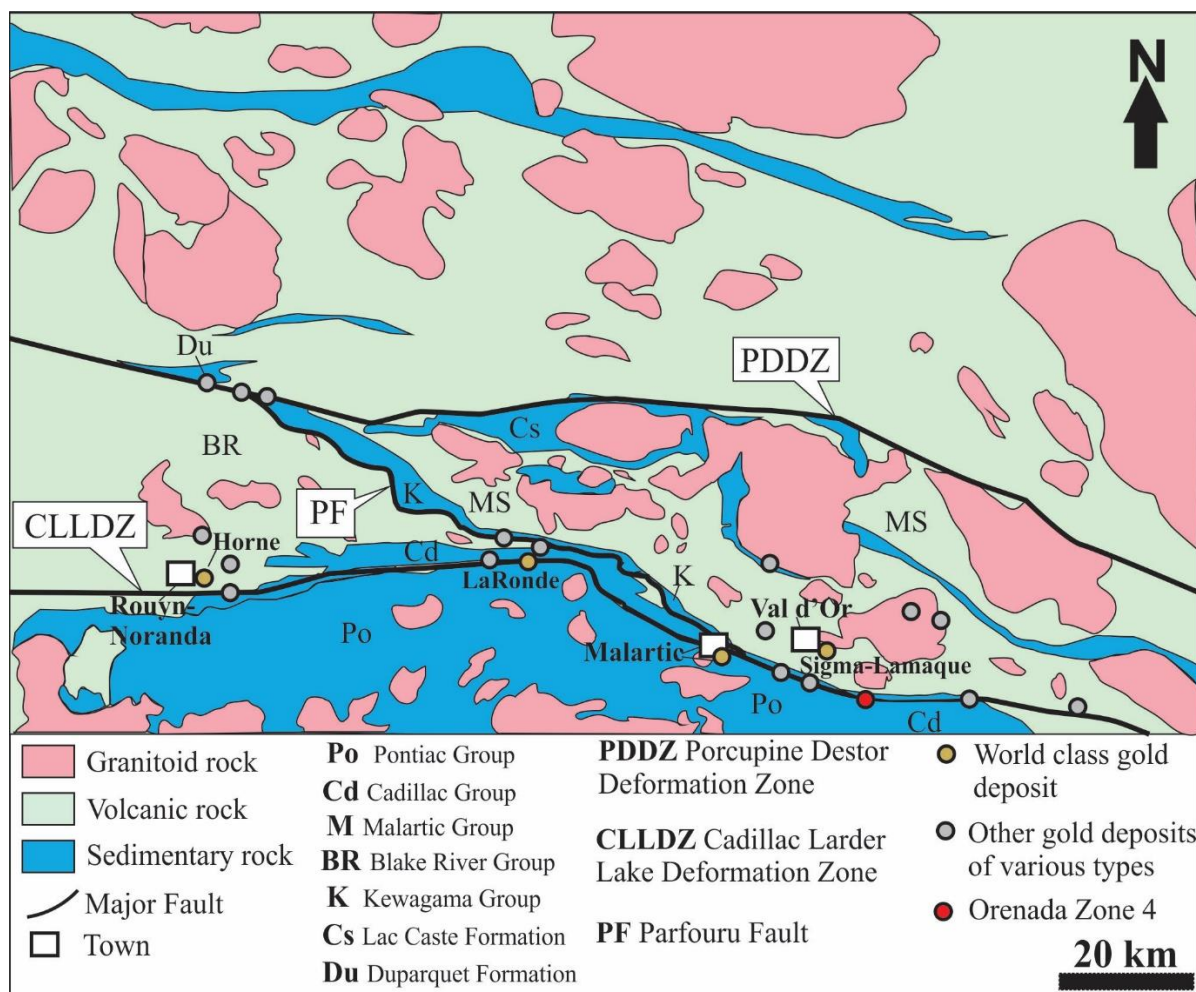 N
Du
PDDZ
BR
Cs
PF
K
MS
MS
CLLDZ
Horne
Cd
LaRonde
K
Rouyn-
Noranda
Po
Val d’Or
Malartic
Sigma-Lamaque
Po
Cd
Granitoid rock
Volcanic rock
Sedimentary rock
Major Fault
Town
Po Pontiac Group
Cd Cadillac Group
M Malartic Group
BR Blake River Group
K Kewagama Group
Cs Lac Caste Formation
Du Duparquet Formation
PDDZ Porcupine Destor
Deformation Zone
CLLDZ Cadillac Larder
Lake Deformation Zone
PF Parfouru Fault
World class gold
deposit
Other gold deposits
of various types
Orenada Zone 4
20 km